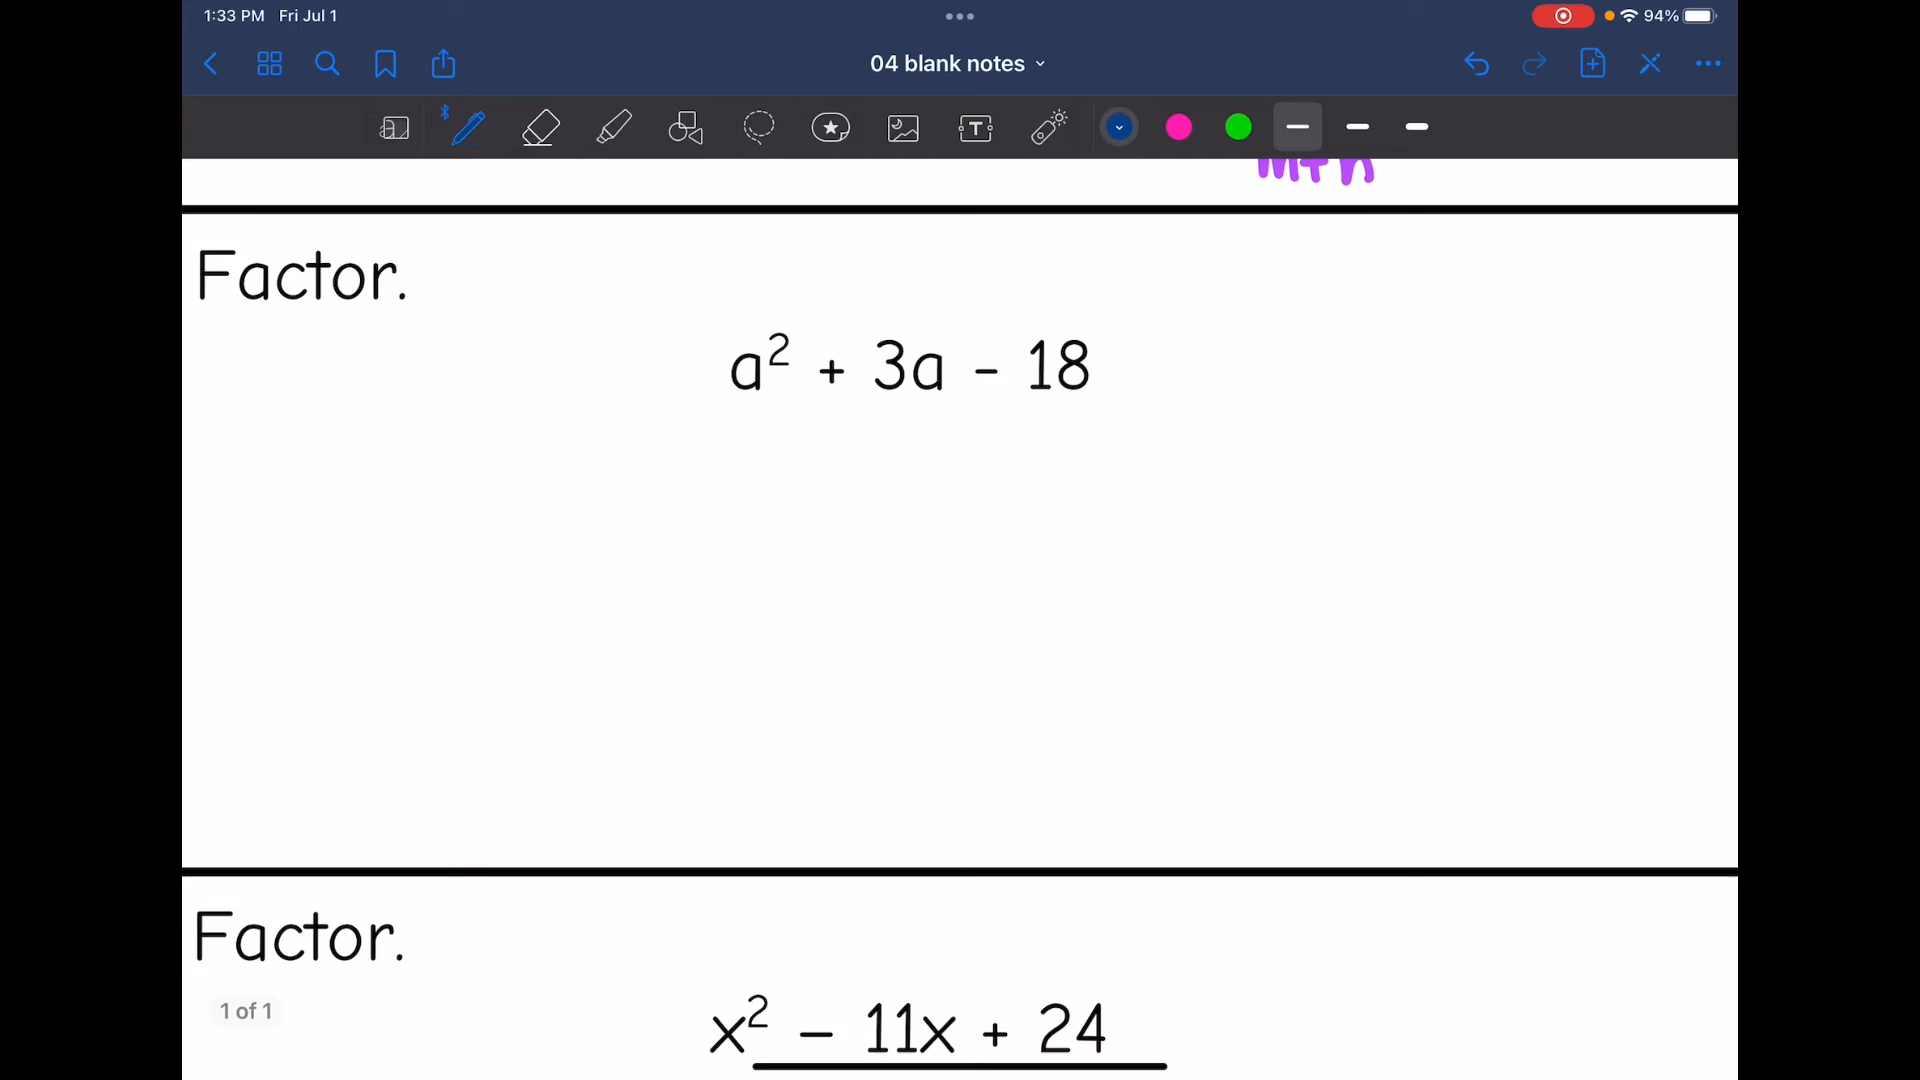 1:33 PM Fri Jul 1
94%
04 blank notes
m+n
Factor.
a² + 3a - 18
Factor.
1 of 1
x² − 11x + 24